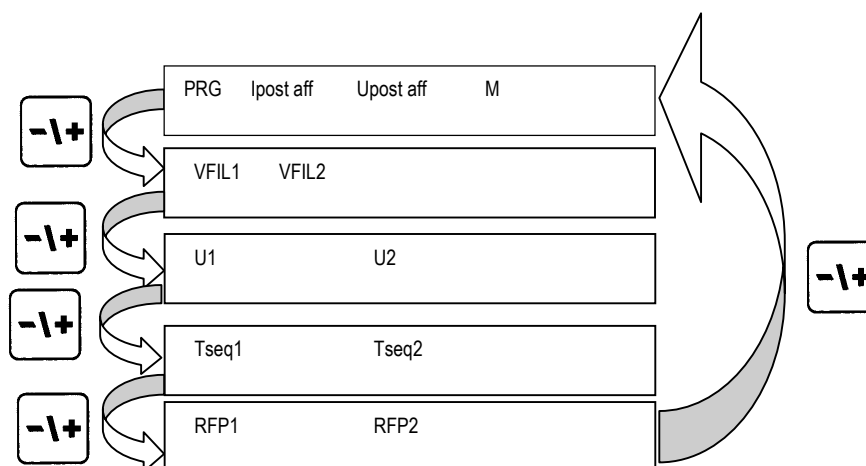 PRG Ipost aff Upost aff M
-\+
VFIL1 VFIL2
-\+
U1 U2
-\+
-\+
Tseq1 Tseq2
-\+
RFP1 RFP2